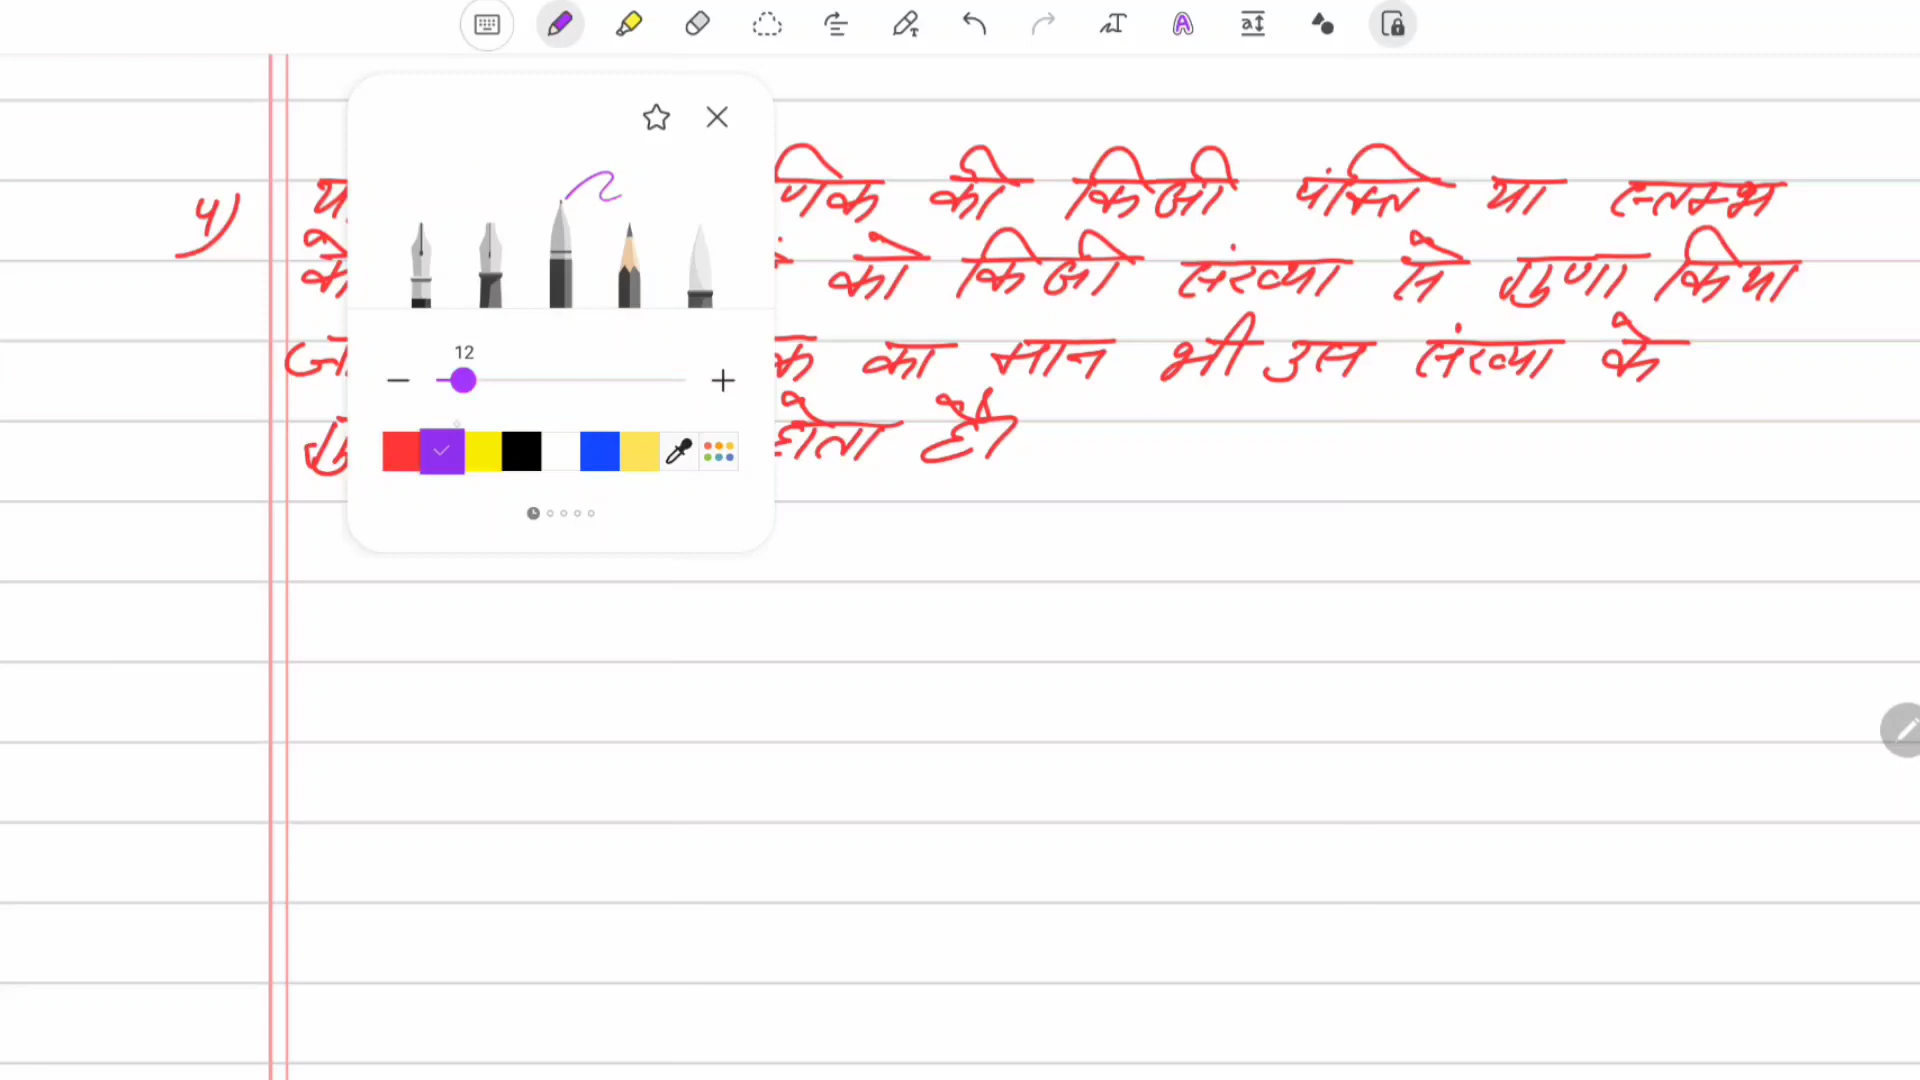 12
4) णिक की किसी पंक्ति या स्तम्भ
के को किसी संख्या से गुणा किया
का मान भी उस संख्या के
होता है